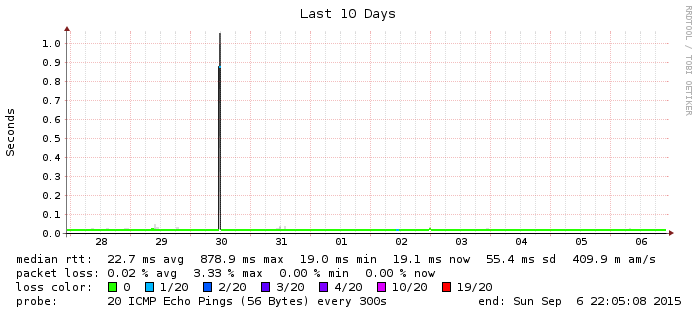 Last 10 Days
RRDTOOL / TOBI OETIKER
Seconds
1.0
0.9
0.8
0.7
0.6
0.5
0.4
0.3
0.2
0.1
0.0
28 29 30 31 01 02 03 04 05 06
median rtt: 22.7 ms avg 878.9 ms max 19.0 ms min 19.1 ms now 55.4 ms sd 409.9 m am/s
packet loss: 0.02 % avg 3.33 % max 0.00 % min 0.00 % now
loss color: 0 1/20 2/20 3/20 4/20 10/20 19/20
probe: 20 ICMP Echo Pings (56 Bytes) every 300s end: Sun Sep 6 22:05:08 2015